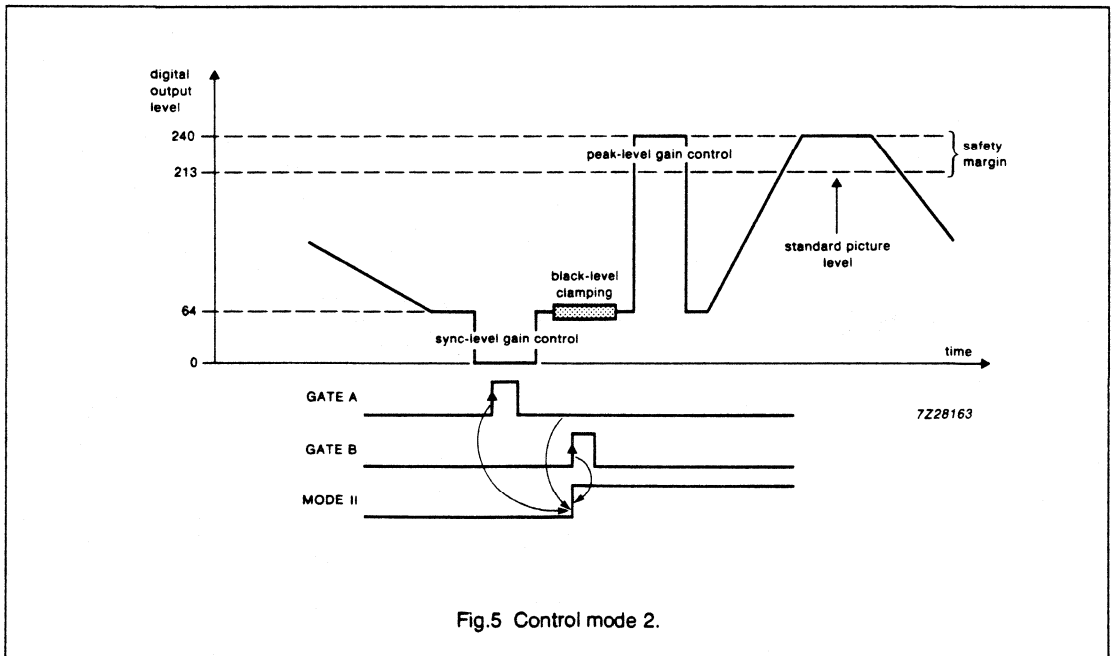 digital
output
level
240
213
64
0
peak-level gain control
safety
margin
standard picture
level
black-level
clamping
sync-level gain control
time
GATE A
7Z28163
GATE B
MODE II
Fig.5 Control mode 2.